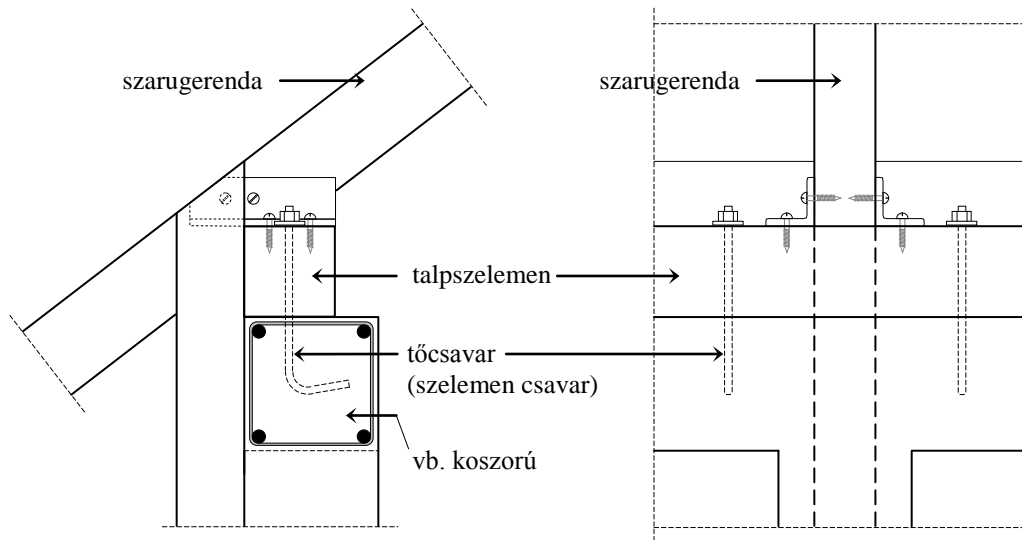 szarugerenda
szarugerenda
talpszelemen
tőcsavar
(szelemen csavar)
vb. koszorú